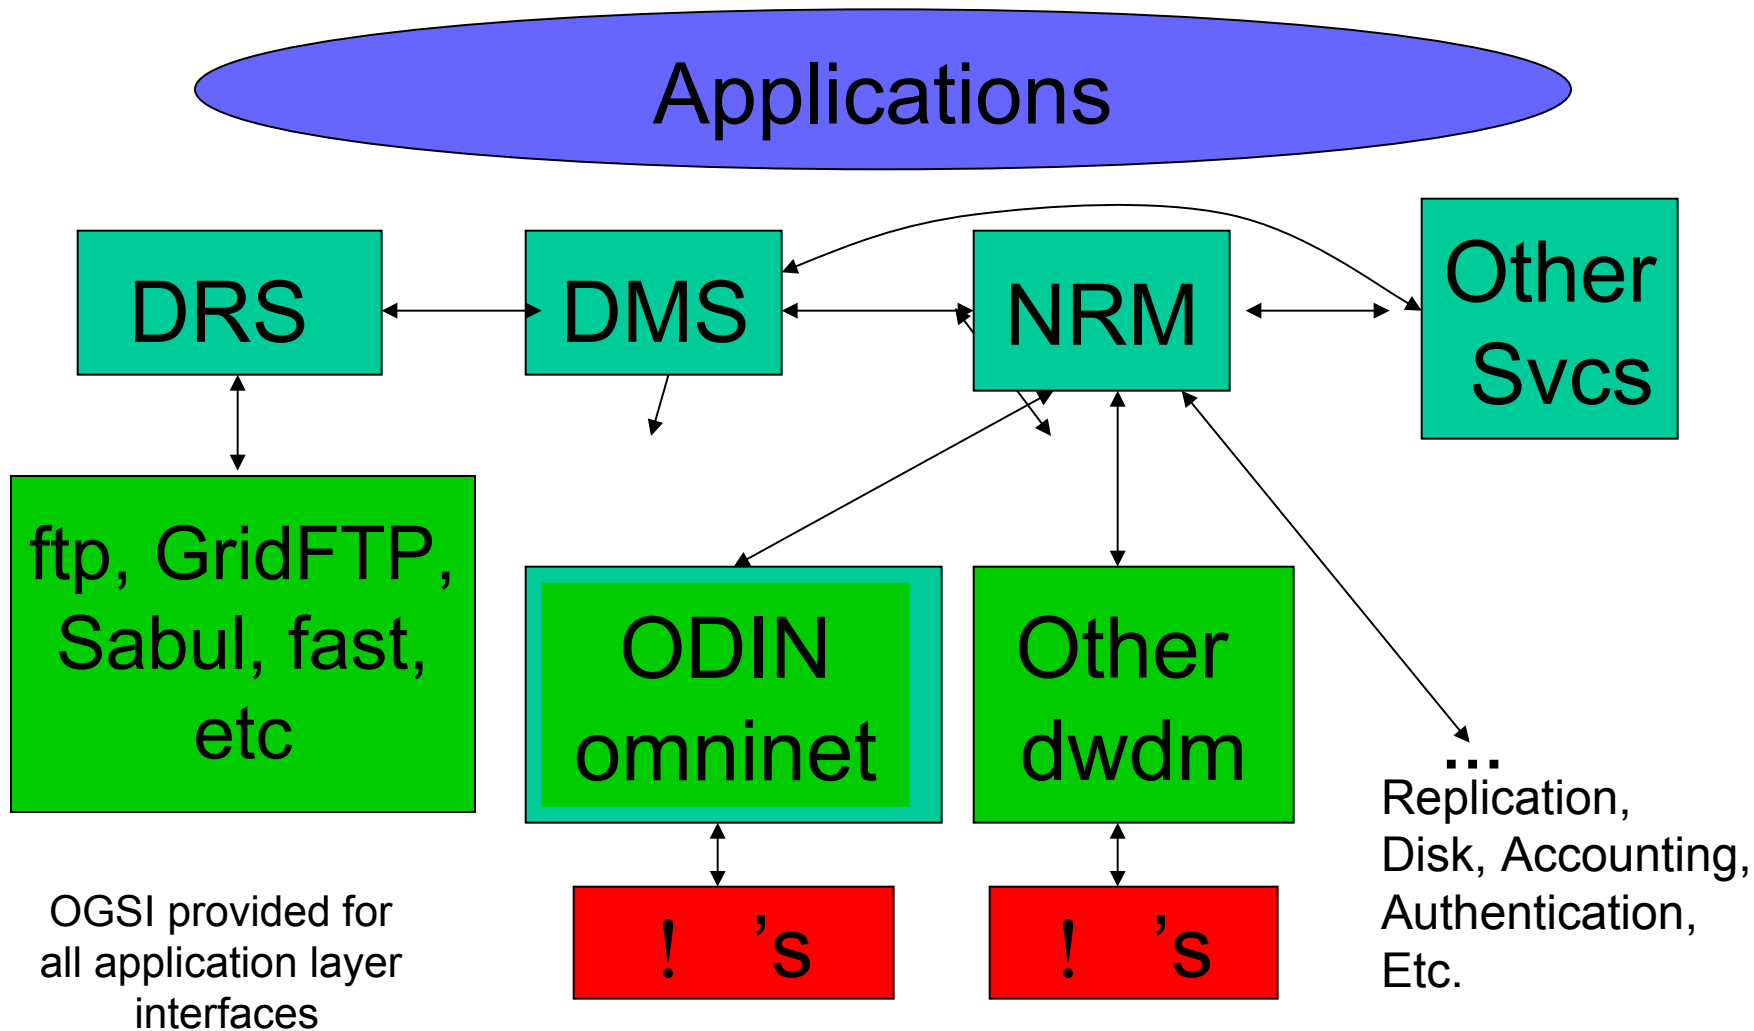 Applications
DRS
DMS
NRM
Other
Svcs
ftp, GridFTP,
Sabul, fast,
etc
ODIN
omninet
Other
dwdm
...
Replication,
Disk, Accounting,
Authentication,
Etc.
! ’s
! ’s
OGSI provided for
all application layer
interfaces